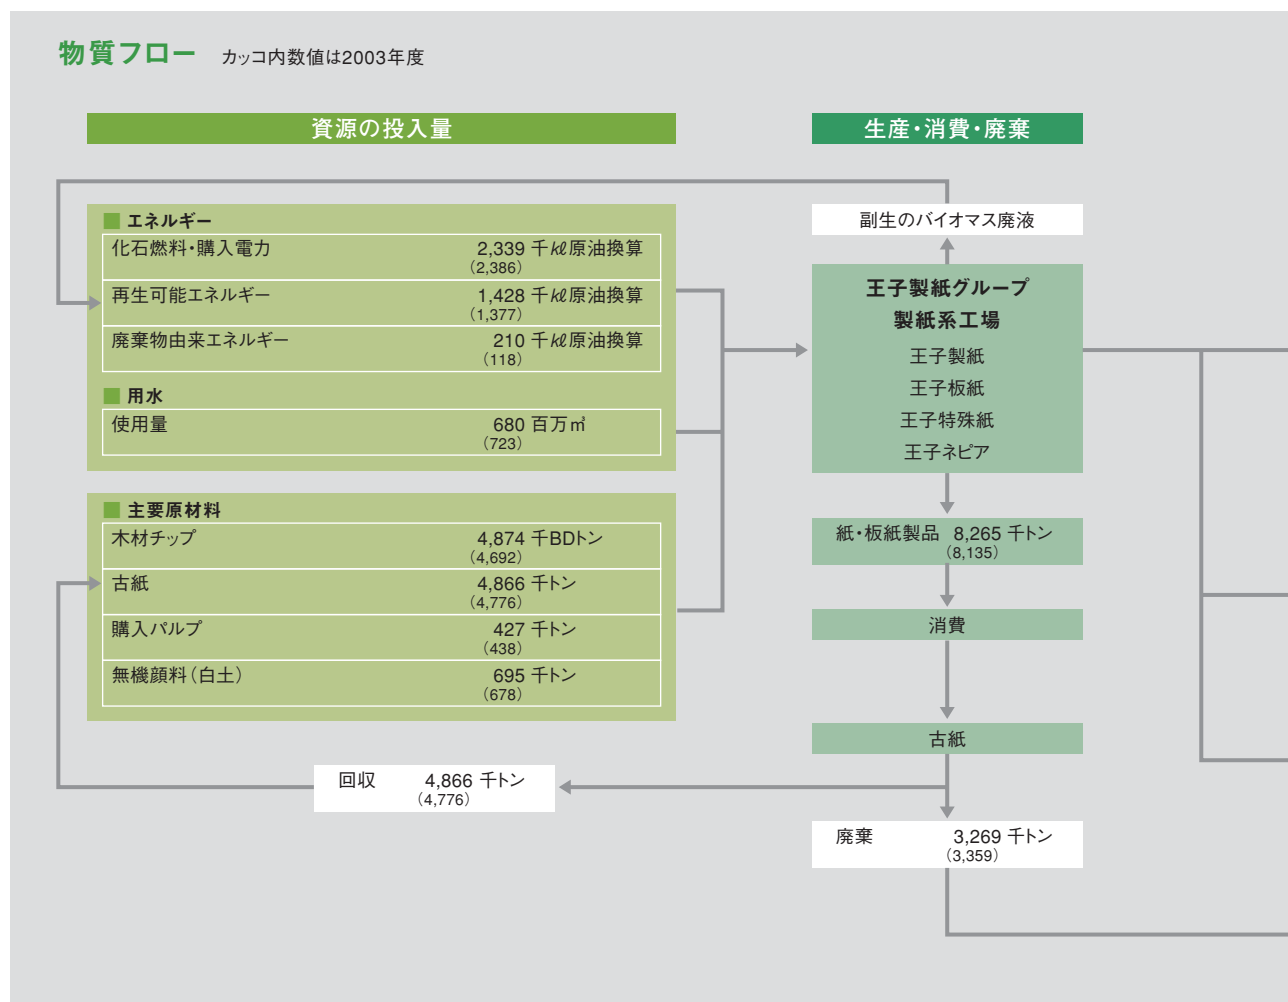 物質フロー カッコ内数値は2003年度
資源の投入量
エネルギー
化石燃料・購入電力 2,339 千㎘原油換算
（2,386）
再生可能エネルギー 1,428 千㎘原油換算
（1,377）
廃棄物由来エネルギー 210 千㎘原油換算
（118）
用水
使用量 680 百万㎥
（723）
主要原材料
木材チップ 4,874 千BDトン
（4,692）
古紙 4,866 千トン
（4,776）
購入パルプ 427 千トン
（438）
無機顔料（白土） 695 千トン
（678）
回収 4,866 千トン
（4,776）
生産・消費・廃棄
副生のバイオマス廃液
王子製紙グループ
製紙系工場
王子製紙
王子板紙
王子特殊紙
王子ネピア
紙・板紙製品 8,265 千トン
（8,135）
消費
古紙
廃棄 3,269 千トン
（3,359）